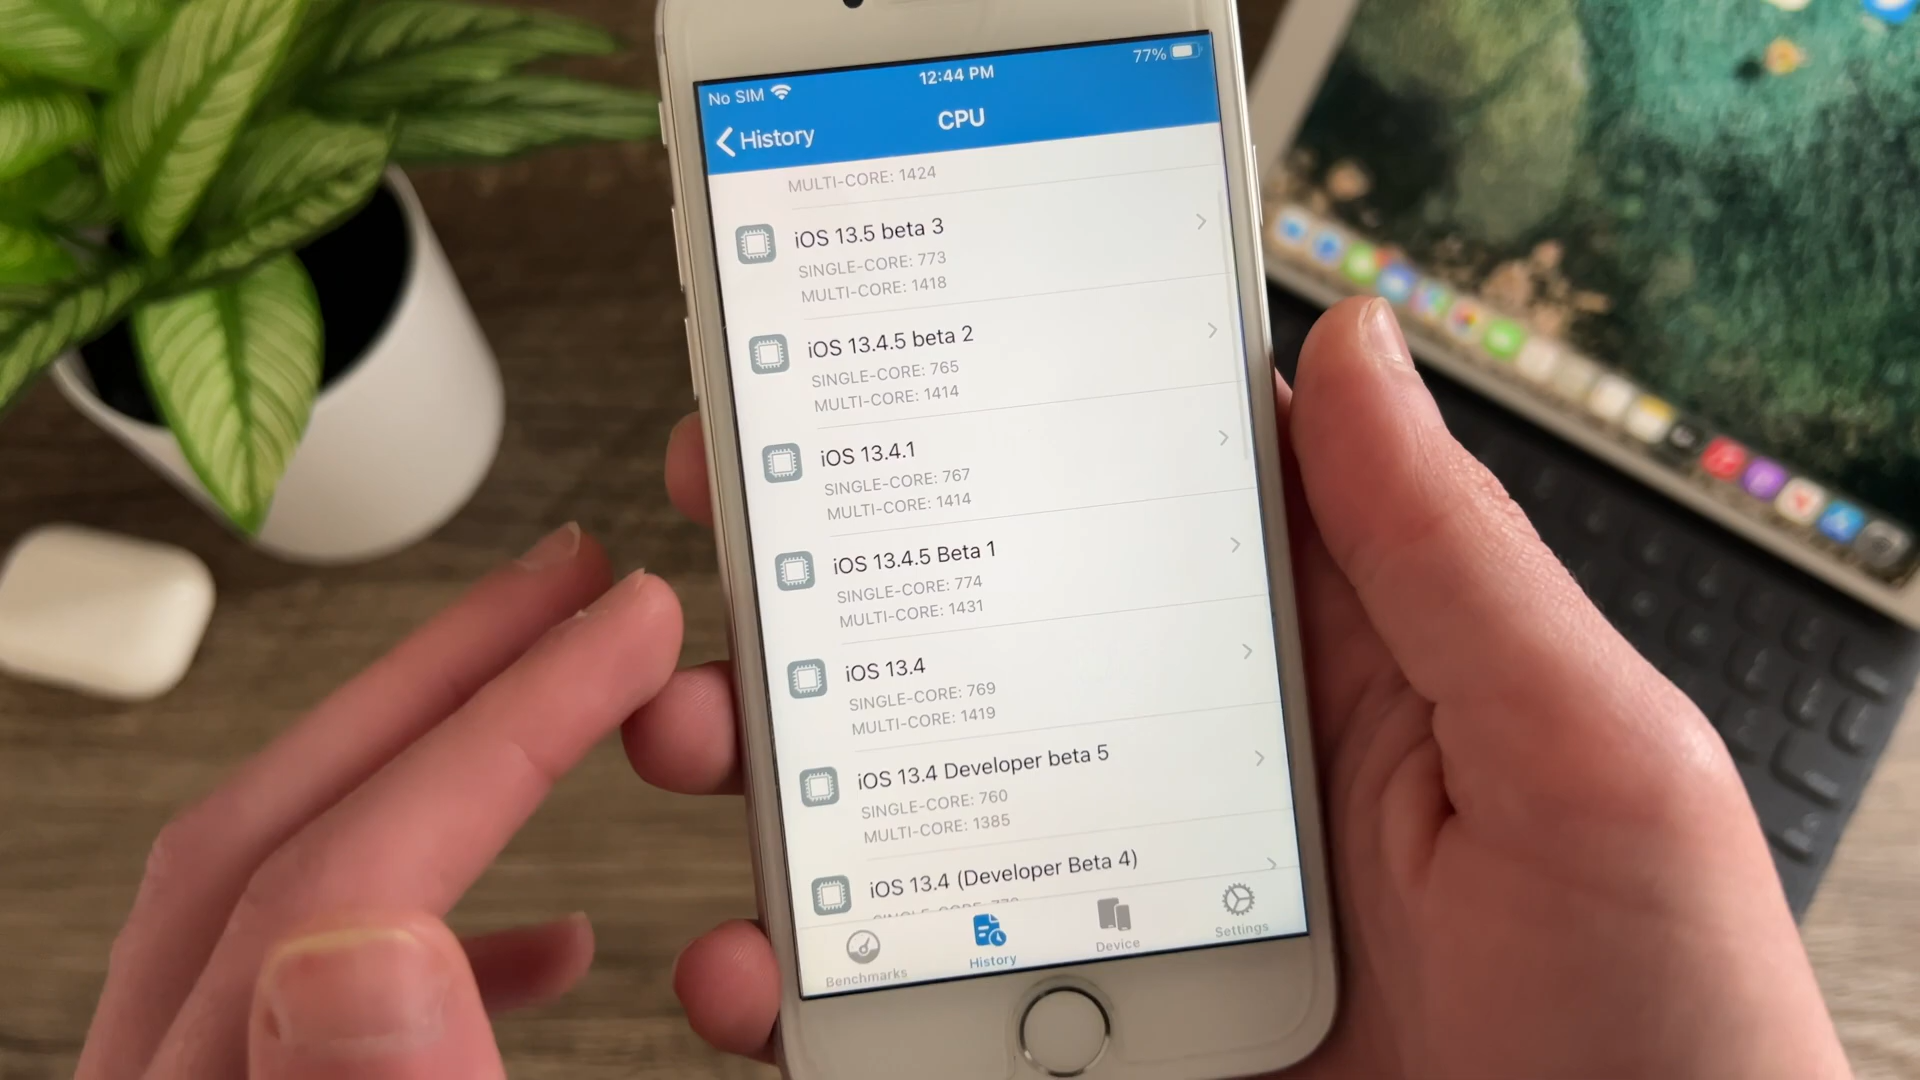 No SIM
12:44 PM
77%
History
CPU
MULTI-CORE: 1424
iOS 13.5 beta 3
SINGLE-CORE: 773
MULTI-CORE: 1418
iOS 13.4.5 beta 2
SINGLE-CORE: 765
MULTI-CORE: 1414
iOS 13.4.1
SINGLE-CORE: 767
MULTI-CORE: 1414
iOS 13.4.5 Beta 1
SINGLE-CORE: 774
MULTI-CORE: 1431
iOS 13.4
SINGLE-CORE: 769
MULTI-CORE: 1419
iOS 13.4 Developer beta 5
SINGLE-CORE: 760
MULTI-CORE: 1385
iOS 13.4 (Developer Beta 4)
Benchmarks
History
Device
Settings